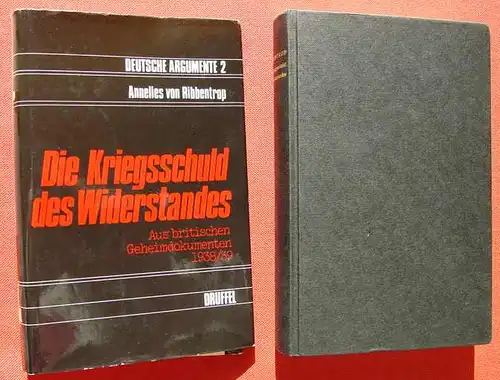 DEUTSCHE ARGUMENTE 2
Annelies von Ribbentrop
Die Kriegsschuld
des Widerstandes
Aus britischen
Geheimdokumenten
1938/39
DRUFFEL